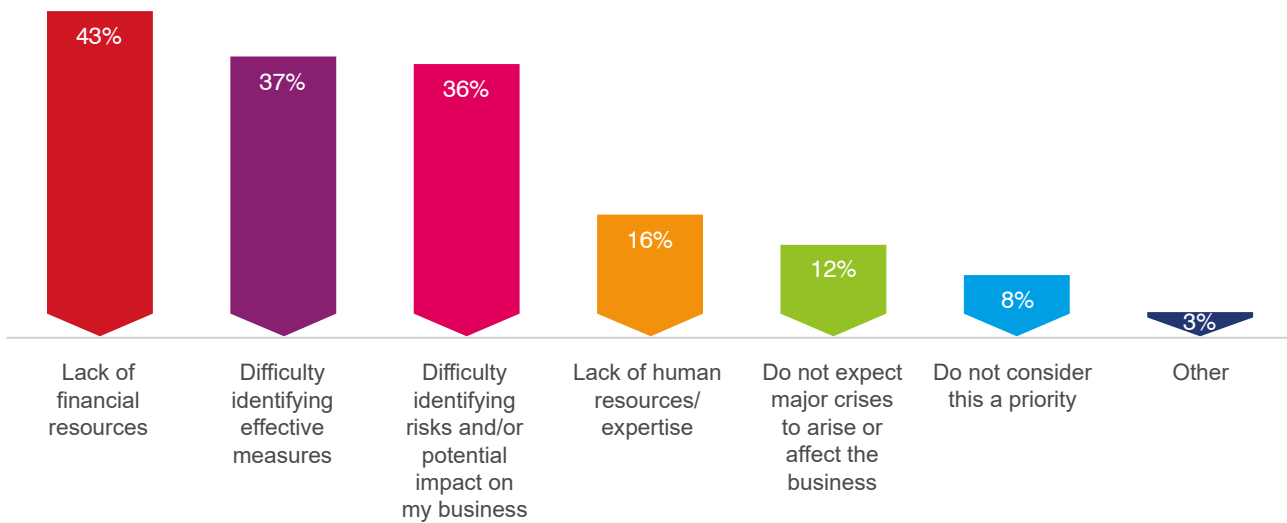 43%
37%
36%
16%
12%
8%
3%
Lack of
financial
resources
Difficulty
identifying
effective
measures
Difficulty
identifying
risks and/or
potential
impact on
my business
Lack of human
resources/
expertise
Do not expect
major crises
to arise or
affect the
business
Do not consider
this a priority
Other